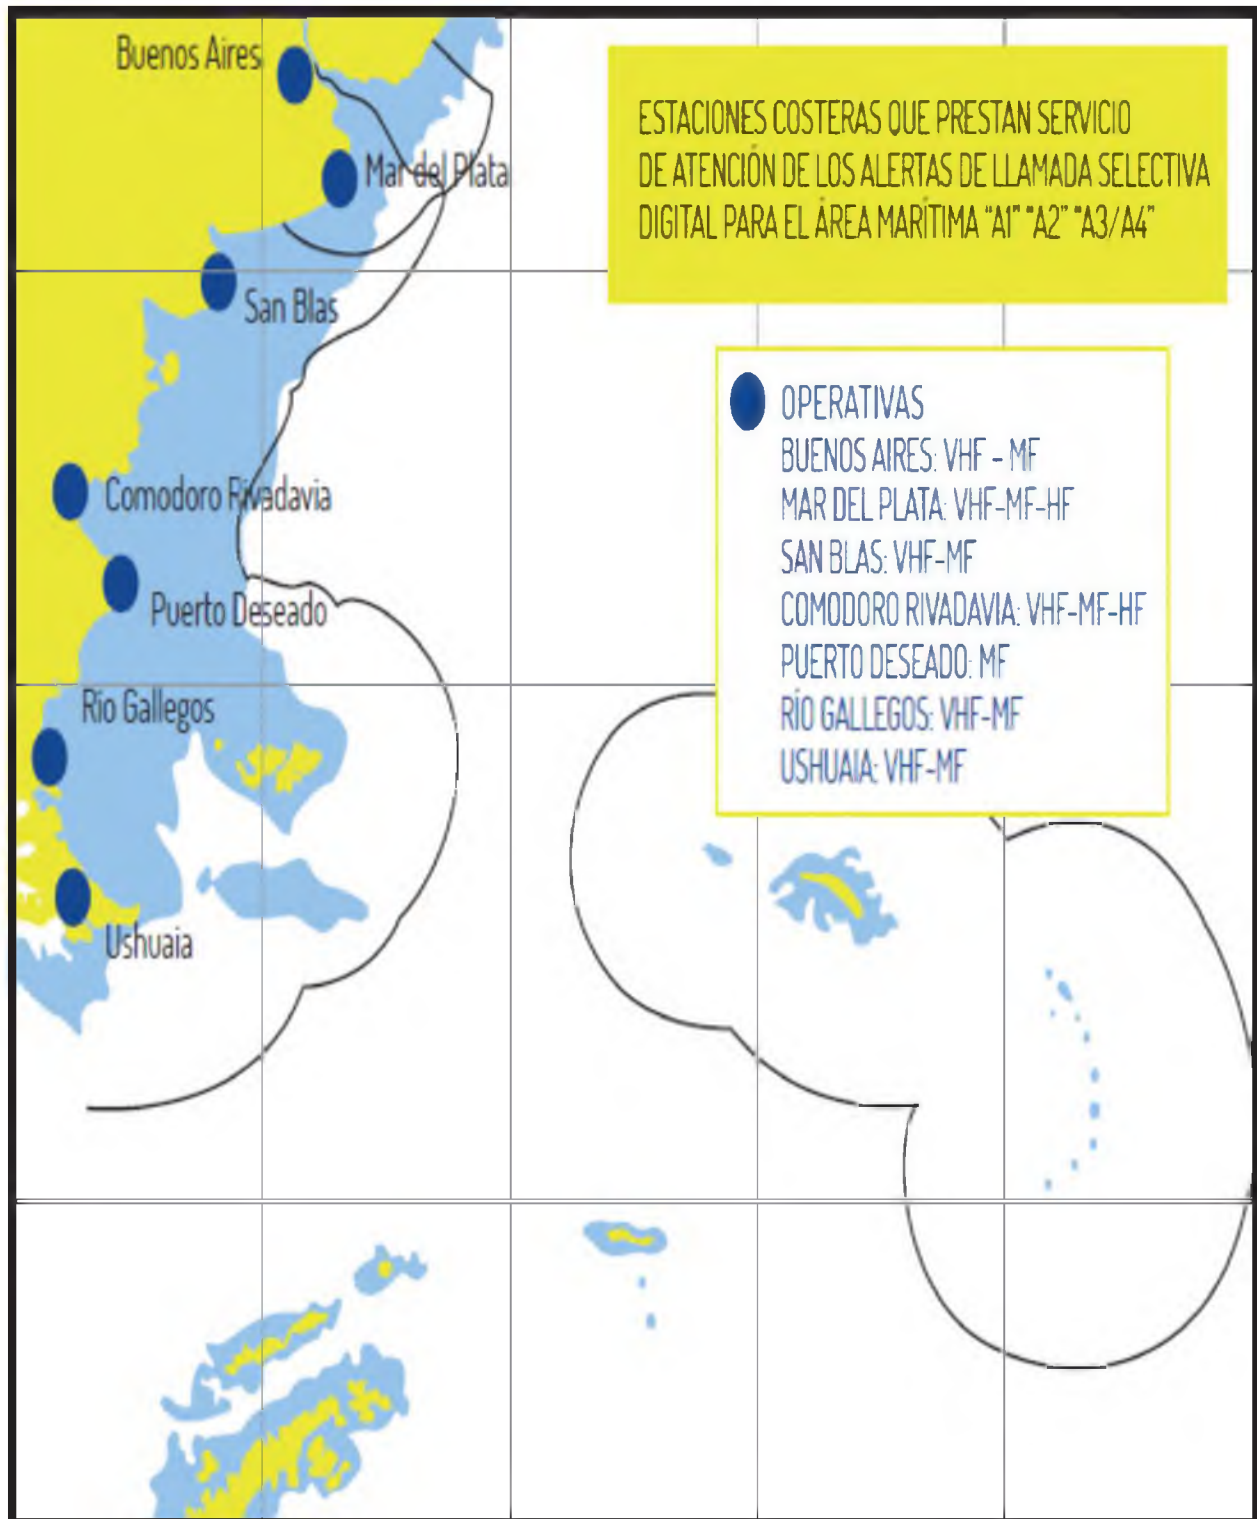 Buenos Aires
Mar del Plata
San Blas
Comodoro Rivadavia
Puerto Deseado
Río Gallegos
Ushuaia
ESTACIONES COSTERAS QUE PRESTAN SERVICIO
DE ATENCIÓN DE LOS ALERTAS DE LLAMADA SELECTIVA
DIGITAL PARA EL ÁREA MARÍTIMA "A1" "A2" "A3/A4"
OPERATIVAS
BUENOS AIRES: VHF - MF
MAR DEL PLATA: VHF-MF-HF
SAN BLAS: VHF-MF
COMODORO RIVADAVIA: VHF-MF-HF
PUERTO DESEADO: MF
RÍO GALLEGOS: VHF-MF
USHUAIA: VHF-MF